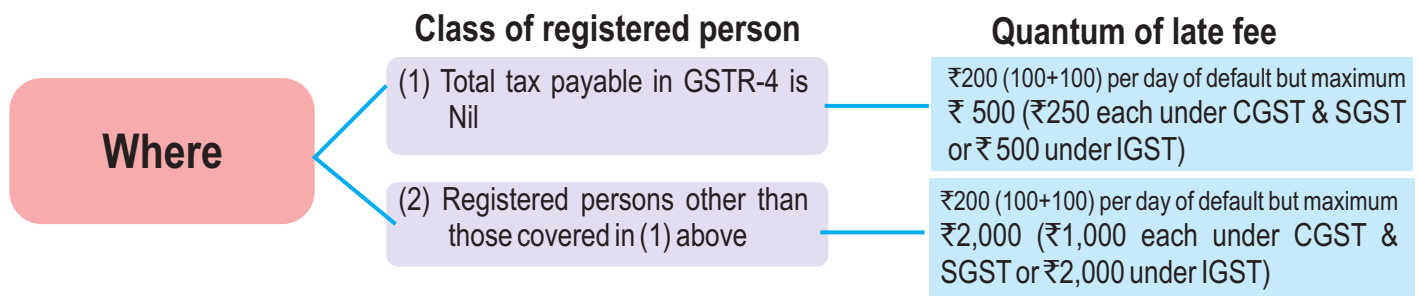 Class of registered person
Quantum of late fee
Where
(1) Total tax payable in GSTR-4 is
Nil
₹200 (100+100) per day of default but maximum
₹ 500 (₹250 each under CGST & SGST
or ₹ 500 under IGST)
(2) Registered persons other than
those covered in (1) above
₹200 (100+100) per day of default but maximum
₹2,000 (₹1,000 each under CGST &
SGST or ₹2,000 under IGST)